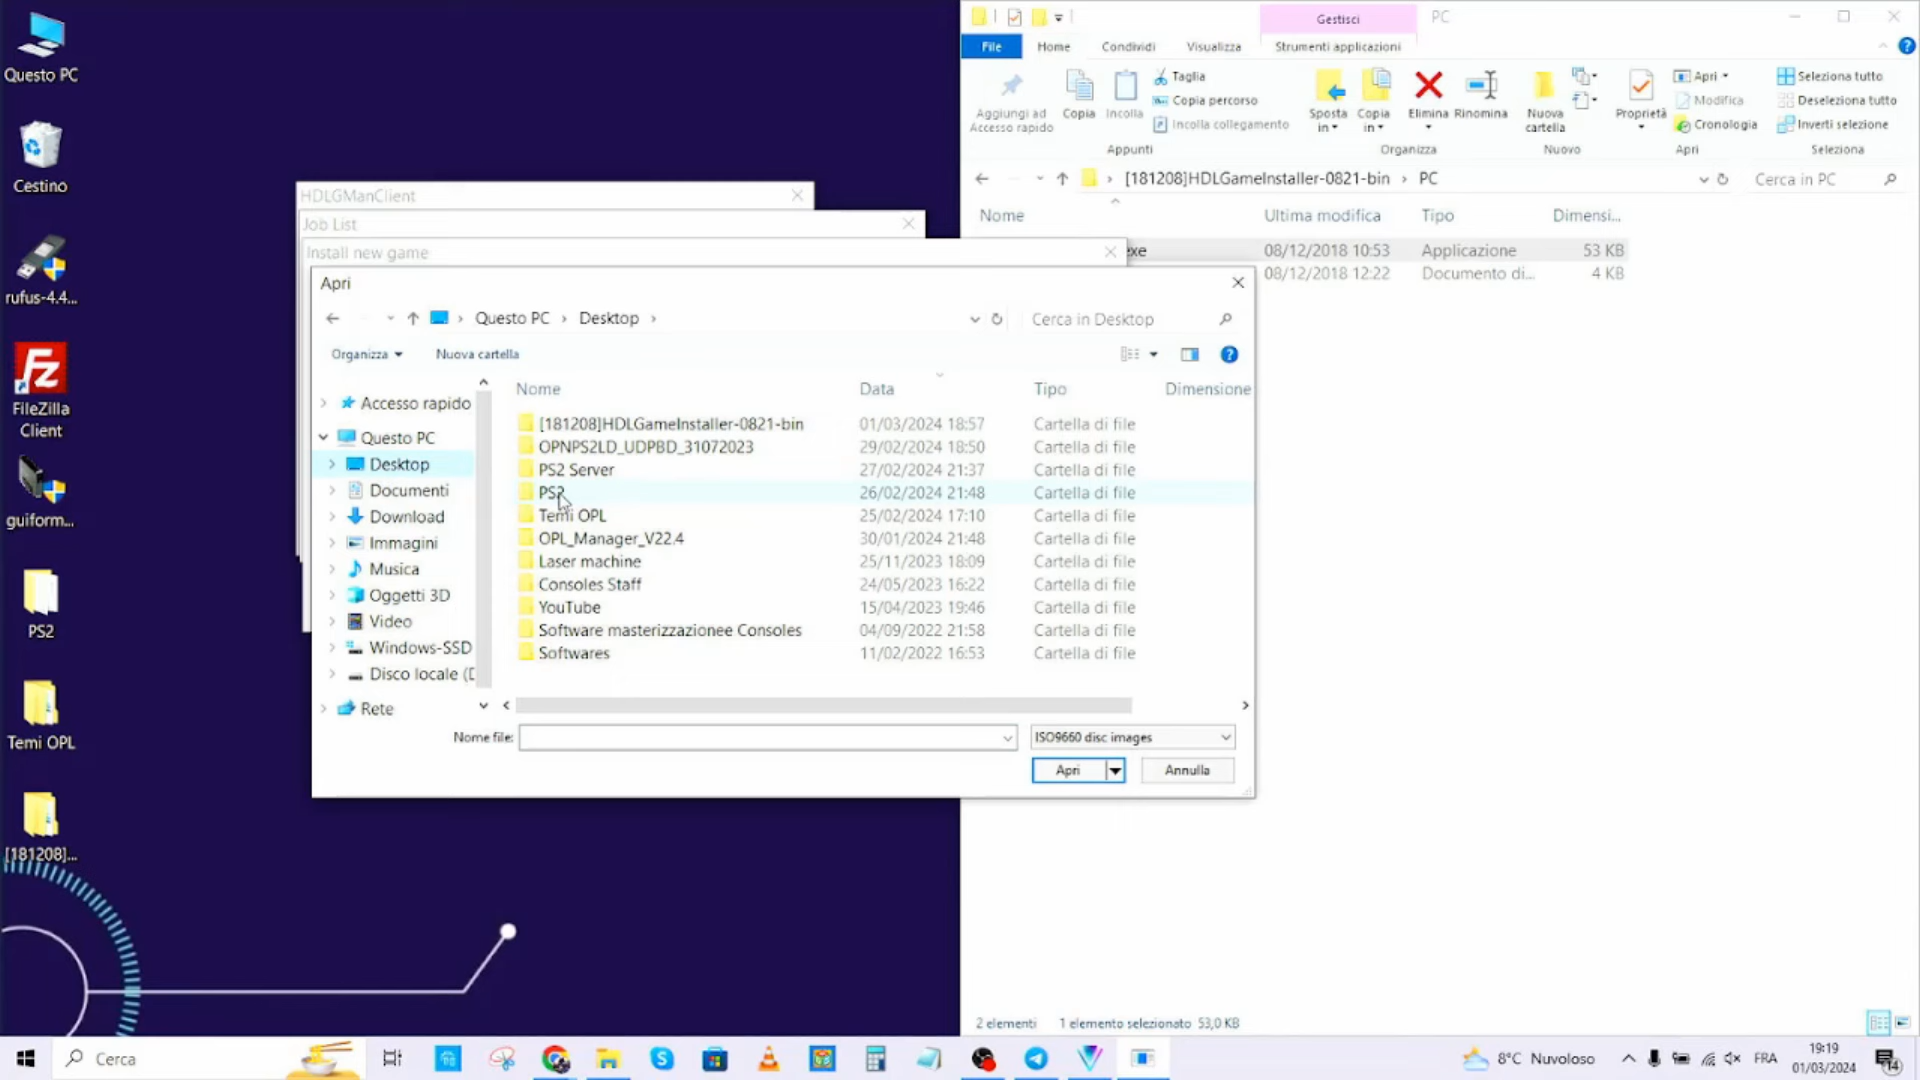 Questo PC
Cestino
rufus-4.4...
FileZilla
Client
guiform...
PS2
Temi OPL
[181208]...
Gestisci
PC
File
Home
Condividi
Visualizza
Strumenti applicazioni
Aggiungi ad
Accesso rapido
Copia
Incolla
Taglia
Copia percorso
Incolla collegamento
Appunti
Sposta
in
Copia
in
Elimina
Rinomina
Organizza
Nuova
cartella
Nuovo
Proprietà
Apri
Modifica
Cronologia
Apri
Seleziona tutto
Deseleziona tutto
Inverti selezione
Seleziona
[181208]HDLGameInstaller-0821-bin › PC
Cerca in PC
Nome Ultima modifica Tipo Dimensi...
exe 08/12/2018 10:53 Applicazione 53 KB
08/12/2018 12:22 Documento di... 4 KB
HDLGManClient
Job List
Install new game
Apri
Questo PC › Desktop ›
Cerca in Desktop
Organizza Nuova cartella
Accesso rapido
Questo PC
Desktop
Documenti
Download
Immagini
Musica
Oggetti 3D
Video
Windows-SSD
Disco locale (D
Rete
Nome Data Tipo Dimensione
[181208]HDLGameInstaller-0821-bin 01/03/2024 18:57 Cartella di file
OPNPS2LD_UDPBD_31072023 29/02/2024 18:50 Cartella di file
PS2 Server 27/02/2024 21:37 Cartella di file
PS2 26/02/2024 21:48 Cartella di file
Temi OPL 25/02/2024 17:10 Cartella di file
OPL_Manager_V22.4 30/01/2024 21:48 Cartella di file
Laser machine 25/11/2023 18:09 Cartella di file
Consoles Staff 24/05/2023 16:22 Cartella di file
YouTube 15/04/2023 19:46 Cartella di file
Software masterizzazionee Consoles 04/09/2022 21:58 Cartella di file
Softwares 11/02/2022 16:53 Cartella di file
Nome file:
ISO9660 disc images
Apri
Annulla
2 elementi 1 elemento selezionato 53,0 KB
Cerca
8°C Nuvoloso
FRA
19:19
01/03/2024
14